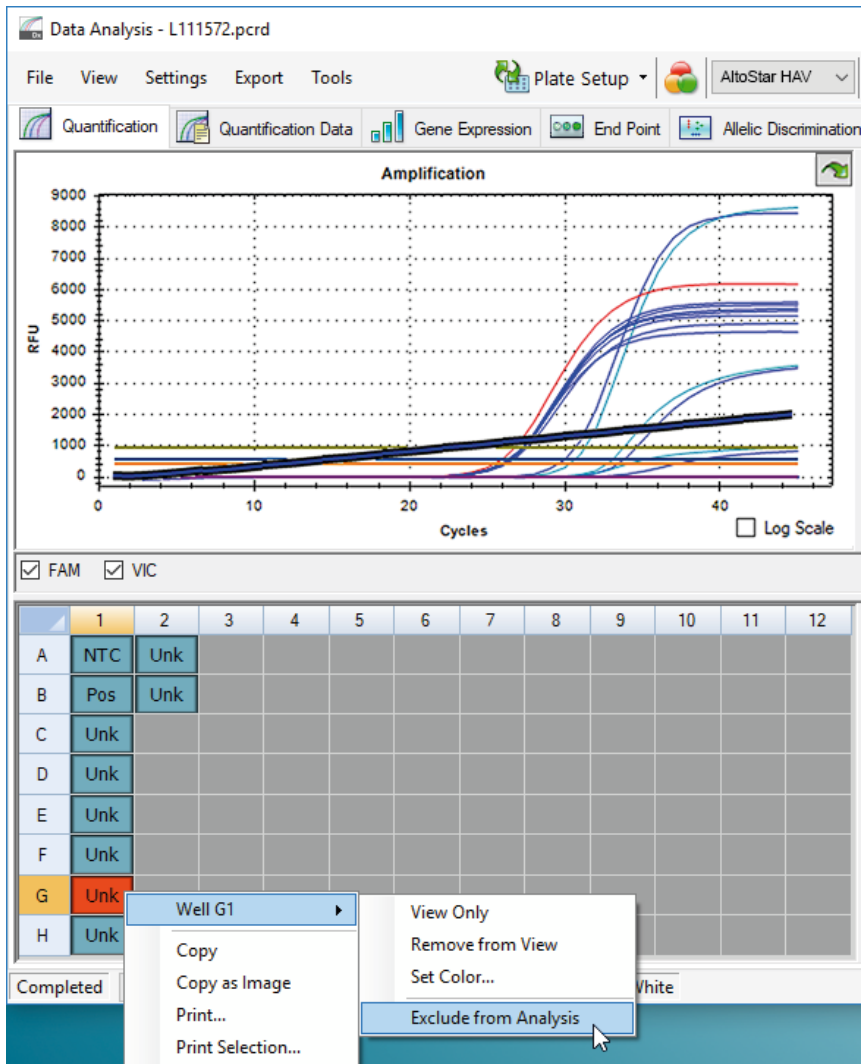 Data Analysis - L111572.pcrd
File View Settings Export Tools Plate Setup AltoStar HAV
Quantification Quantification Data Gene Expression End Point Allelic Discrimination
Amplification
9000
8000
7000
6000
5000
4000
3000
2000
1000
0
RFU
0 10 20 30 40
Cycles
Log Scale
FAM VIC
1 2 3 4 5 6 7 8 9 10 11 12
A NTC Unk
B Pos Unk
C Unk
D Unk
E Unk
F Unk
G Unk
H Unk
Well G1
Copy
Copy as Image
Print...
Print Selection...
View Only
Remove from View
Set Color...
Exclude from Analysis
Completed